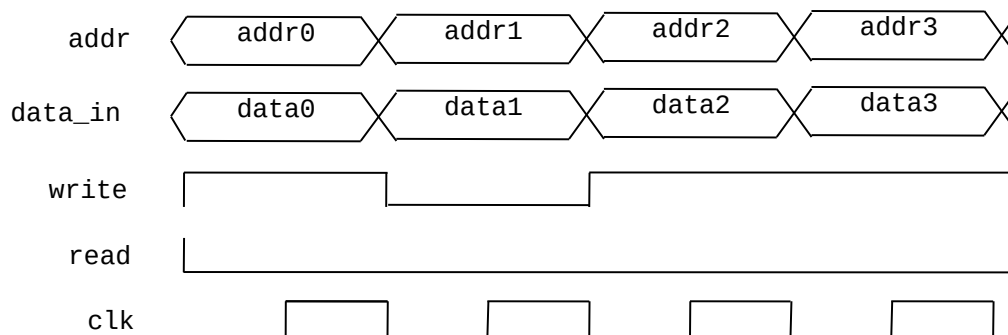 addr addr0 addr1 addr2 addr3
data_in data0 data1 data2 data3
write
read
clk